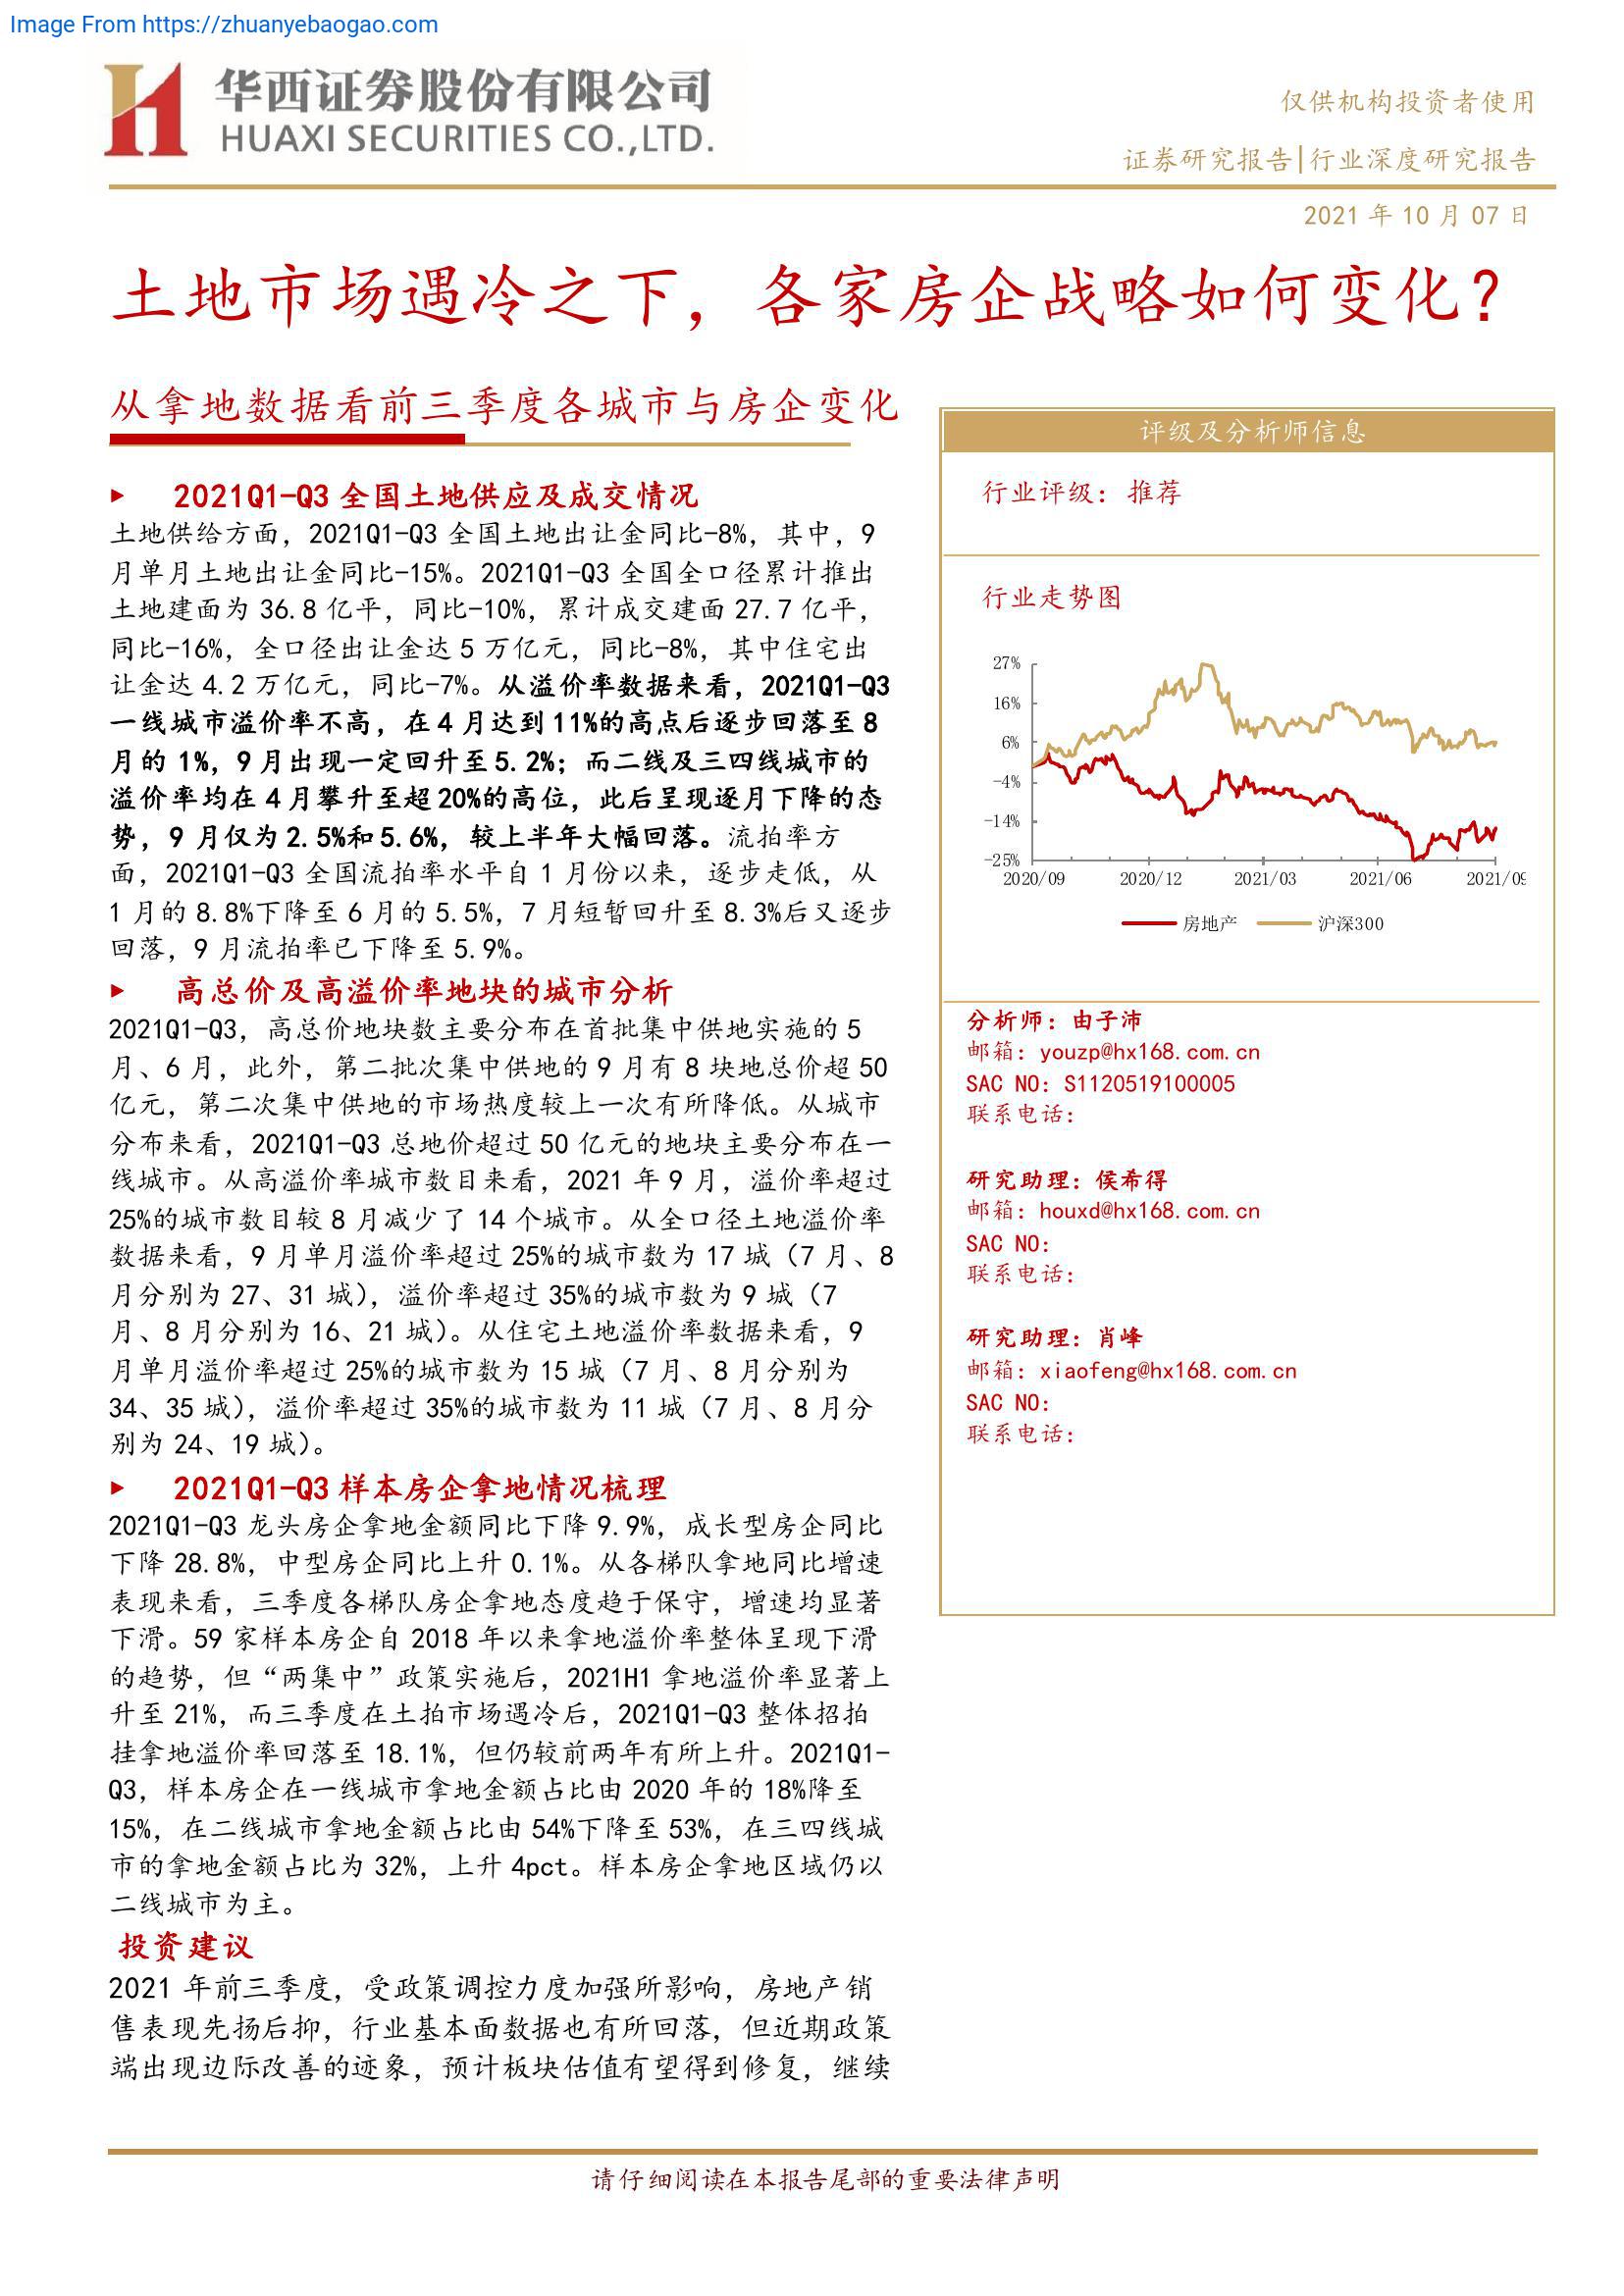 Image From https://zhuanyebaogao.com
华西证券股份有限公司
HUAXI SECURITIES CO.,LTD.
仅供机构投资者使用
证券研究报告|行业深度研究报告
2021 年 10 月 07 日
土地市场遇冷之下，各家房企战略如何变化？
从拿地数据看前三季度各城市与房企变化
2021Q1-Q3 全国土地供应及成交情况
土地供给方面，2021Q1-Q3 全国土地出让金同比-8%，其中，9
月单月土地出让金同比-15%。2021Q1-Q3 全国全口径累计推出
土地建面为 36.8 亿平，同比-10%，累计成交建面 27.7 亿平，
同比-16%，全口径出让金达 5 万亿元，同比-8%，其中住宅出
让金达 4.2 万亿元，同比-7%。从溢价率数据来看，2021Q1-Q3
一线城市溢价率不高，在 4 月达到 11%的高点后逐步回落至 8
月的 1%，9 月出现一定回升至 5.2%；而二线及三四线城市的
溢价率均在 4 月攀升至超 20%的高位，此后呈现逐月下降的态
势，9 月仅为 2.5%和 5.6%，较上半年大幅回落。流拍率方
面，2021Q1-Q3 全国流拍率水平自 1 月份以来，逐步走低，从
1 月的 8.8%下降至 6 月的 5.5%，7 月短暂回升至 8.3%后又逐步
回落，9 月流拍率已下降至 5.9%。
高总价及高溢价率地块的城市分析
2021Q1-Q3，高总价地块数主要分布在首批集中供地实施的 5
月、6 月，此外，第二批次集中供地的 9 月有 8 块地总价超 50
亿元，第二次集中供地的市场热度较上一次有所降低。从城市
分布来看，2021Q1-Q3 总地价超过 50 亿元的地块主要分布在一
线城市。从高溢价率城市数目来看，2021 年 9 月，溢价率超过
25%的城市数目较 8 月减少了 14 个城市。从全口径土地溢价率
数据来看，9 月单月溢价率超过 25%的城市数为 17 城（7 月、8
月分别为 27、31 城），溢价率超过 35%的城市数为 9 城（7
月、8 月分别为 16、21 城）。从住宅土地溢价率数据来看，9
月单月溢价率超过 25%的城市数为 15 城（7 月、8 月分别为
34、35 城），溢价率超过 35%的城市数为 11 城（7 月、8 月分
别为 24、19 城）。
2021Q1-Q3 样本房企拿地情况梳理
2021Q1-Q3 龙头房企拿地金额同比下降 9.9%，成长型房企同比
下降 28.8%，中型房企同比上升 0.1%。从各梯队拿地同比增速
表现来看，三季度各梯队房企拿地态度趋于保守，增速均显著
下滑。59 家样本房企自 2018 年以来拿地溢价率整体呈现下滑
的趋势，但“两集中”政策实施后，2021H1 拿地溢价率显著上
升至 21%，而三季度在土拍市场遇冷后，2021Q1-Q3 整体招拍
挂拿地溢价率回落至 18.1%，但仍较前两年有所上升。2021Q1-
Q3，样本房企在一线城市拿地金额占比由 2020 年的 18%降至
15%，在二线城市拿地金额占比由 54%下降至 53%，在三四线城
市的拿地金额占比为 32%，上升 4pct。样本房企拿地区域仍以
二线城市为主。
投资建议
2021 年前三季度，受政策调控力度加强所影响，房地产销
售表现先扬后抑，行业基本面数据也有所回落，但近期政策
端出现边际改善的迹象，预计板块估值有望得到修复，继续
评级及分析师信息
行业评级：推荐
行业走势图
27%
16%
6%
-4%
-14%
-25%
2020/09 2020/12 2021/03 2021/06 2021/09
房地产 沪深300
分析师：由子沛
邮箱：youzp@hx168.com.cn
SAC NO：S1120519100005
联系电话：
研究助理：侯希得
邮箱：houxd@hx168.com.cn
SAC NO：
联系电话：
研究助理：肖峰
邮箱：xiaofeng@hx168.com.cn
SAC NO：
联系电话：
请仔细阅读在本报告尾部的重要法律声明